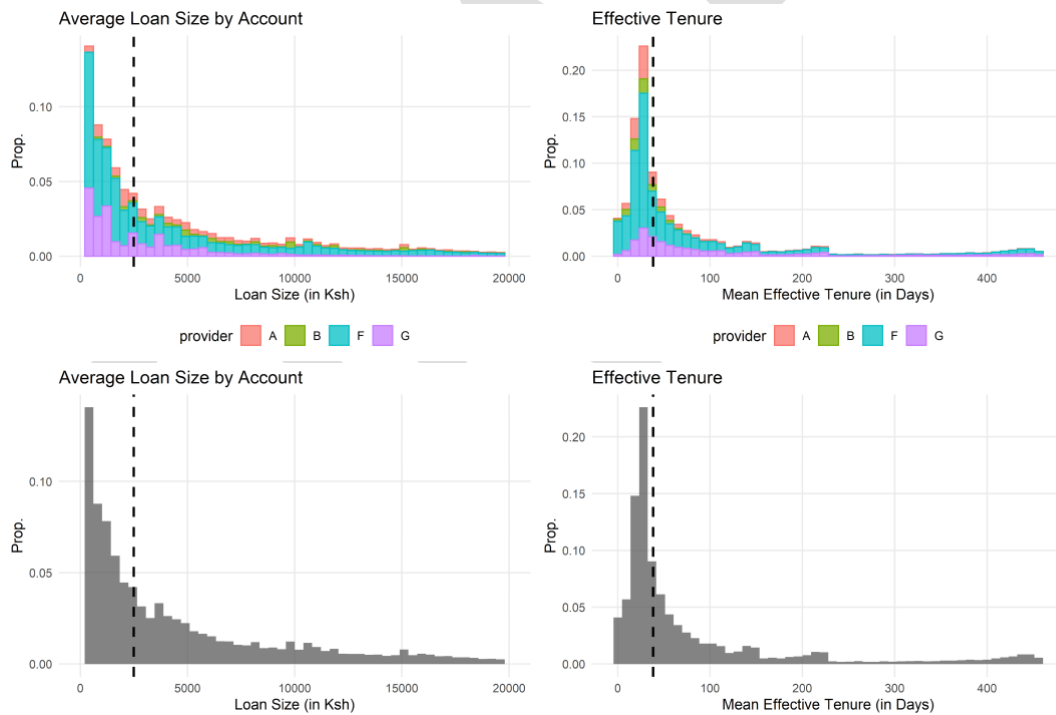 Average Loan Size by Account
Effective Tenure
Prop.
0.10
0.05
0.00
0 5000 10000 15000 20000
Loan Size (in Ksh)
Prop.
0.20
0.15
0.10
0.05
0.00
0 100 200 300 400
Mean Effective Tenure (in Days)
provider A B F G
provider A B F G
Average Loan Size by Account
Effective Tenure
Prop.
0.10
0.05
0.00
0 5000 10000 15000 20000
Loan Size (in Ksh)
Prop.
0.20
0.15
0.10
0.05
0.00
0 100 200 300 400
Mean Effective Tenure (in Days)